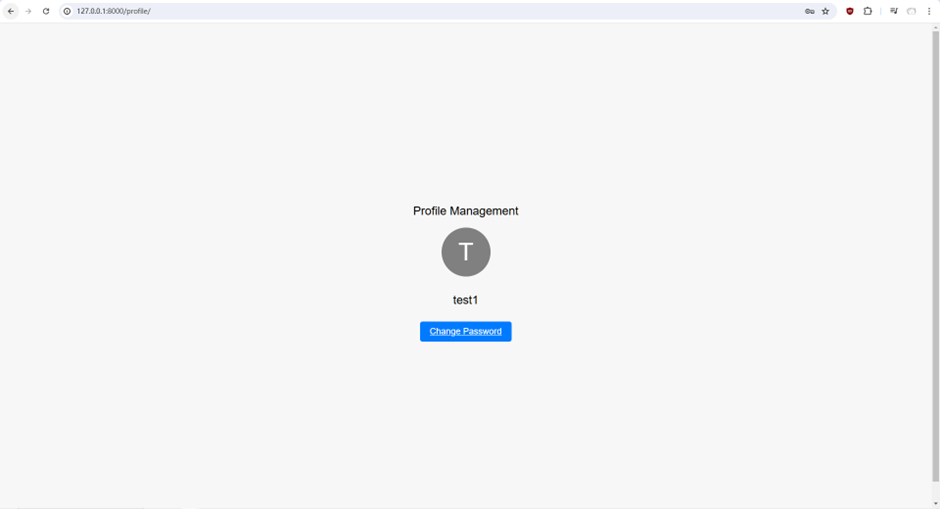 127.0.0.1:8000/profile/
Profile Management
T
test1
Change Password